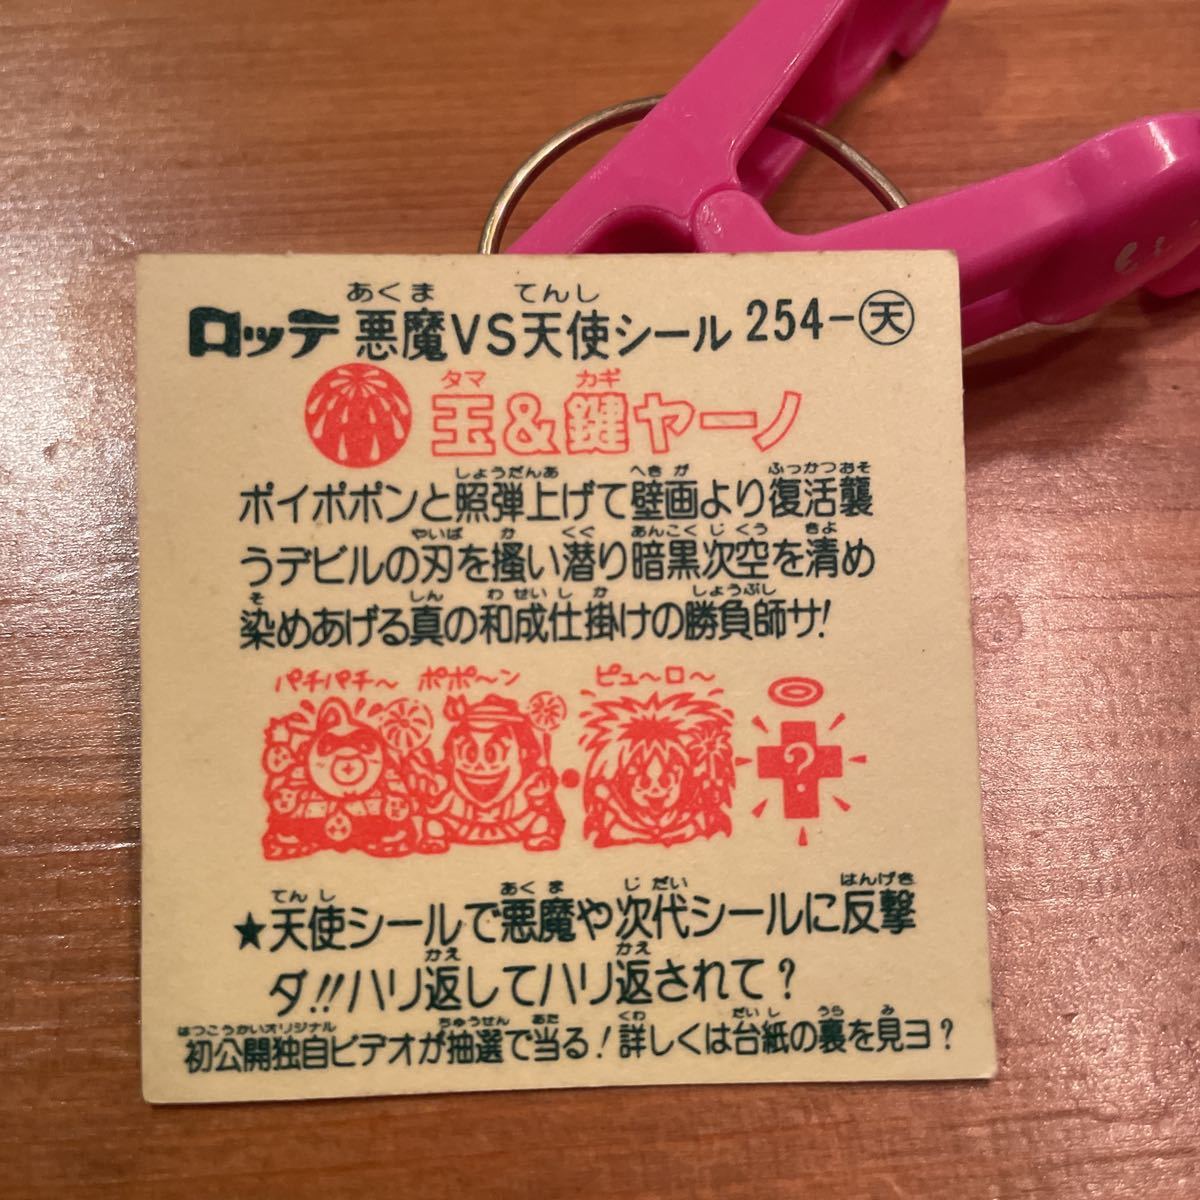 あくま てんし
ロッテ 悪魔VS天使シール 254-天
タマ カギ
玉&鍵ヤーノ
しょうだんあ へきが ふっかつおそ
ポイポポンと照弾上げて壁画より復活襲
やいば か くぐ あんこくじくう きよ
うデビルの刃を掻い潜り暗黒次空を清め
そ しん わせいしか しょうぶし
染めあげる真の和成仕掛けの勝負師サ!
パチパチ〜 ポポ〜ン ピュ〜ロ〜
?
てんし あくま じだい はんげき
★天使シールで悪魔や次代シールに反撃
かえ かえ
ダ!!ハリ返してハリ返されて?
はつこうかいオリジナル ちゅうせん あた くわ だいし うら み
初公開独自ビデオが抽選で当る!詳しくは台紙の裏を見ヨ?